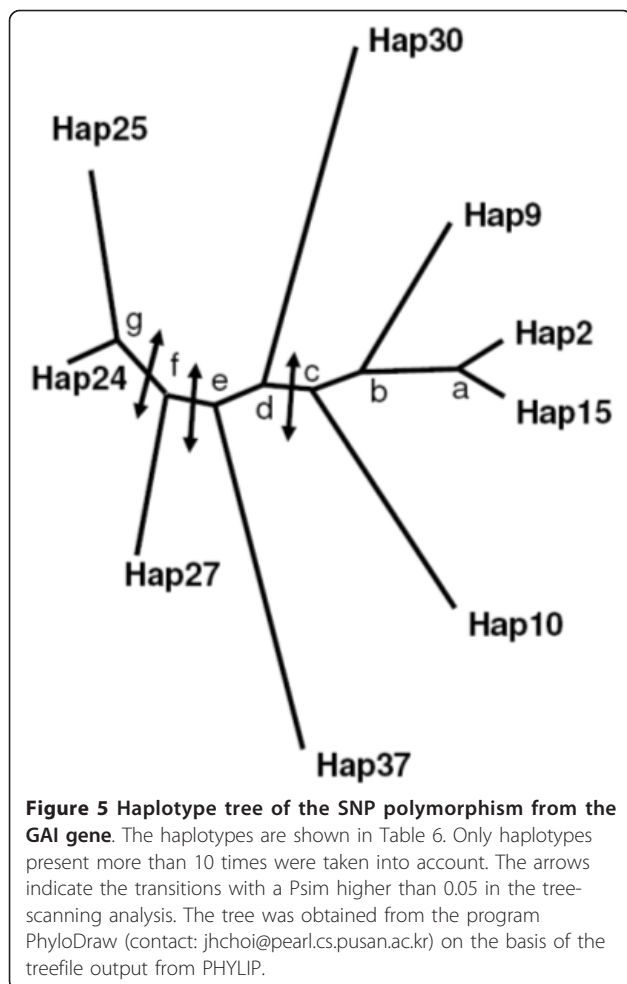 Hap30
Hap25
Hap9
g
Hap2
Hap24
f
e
c
d
b
a
Hap15
Hap27
Hap10
Hap37
Figure 5 Haplotype tree of the SNP polymorphism from the
GAI gene. The haplotypes are shown in Table 6. Only haplotypes
present more than 10 times were taken into account. The arrows
indicate the transitions with a Psim higher than 0.05 in the tree-
scanning analysis. The tree was obtained from the program
PhyloDraw (contact: jhchoi@pearl.cs.pusan.ac.kr) on the basis of the
treefile output from PHYLIP.